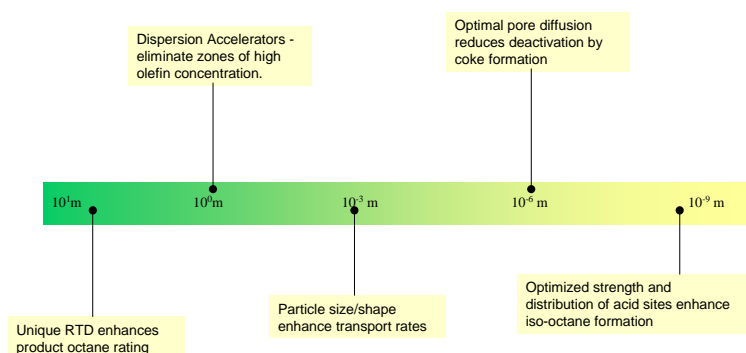 Dispersion Accelerators -
eliminate zones of high
olefin concentration.
Optimal pore diffusion
reduces deactivation by
coke formation
10¹m
10⁰m
10⁻³ m
10⁻⁶ m
10⁻⁹ m
Unique RTD enhances
product octane rating
Particle size/shape
enhance transport rates
Optimized strength and
distribution of acid sites enhance
iso-octane formation